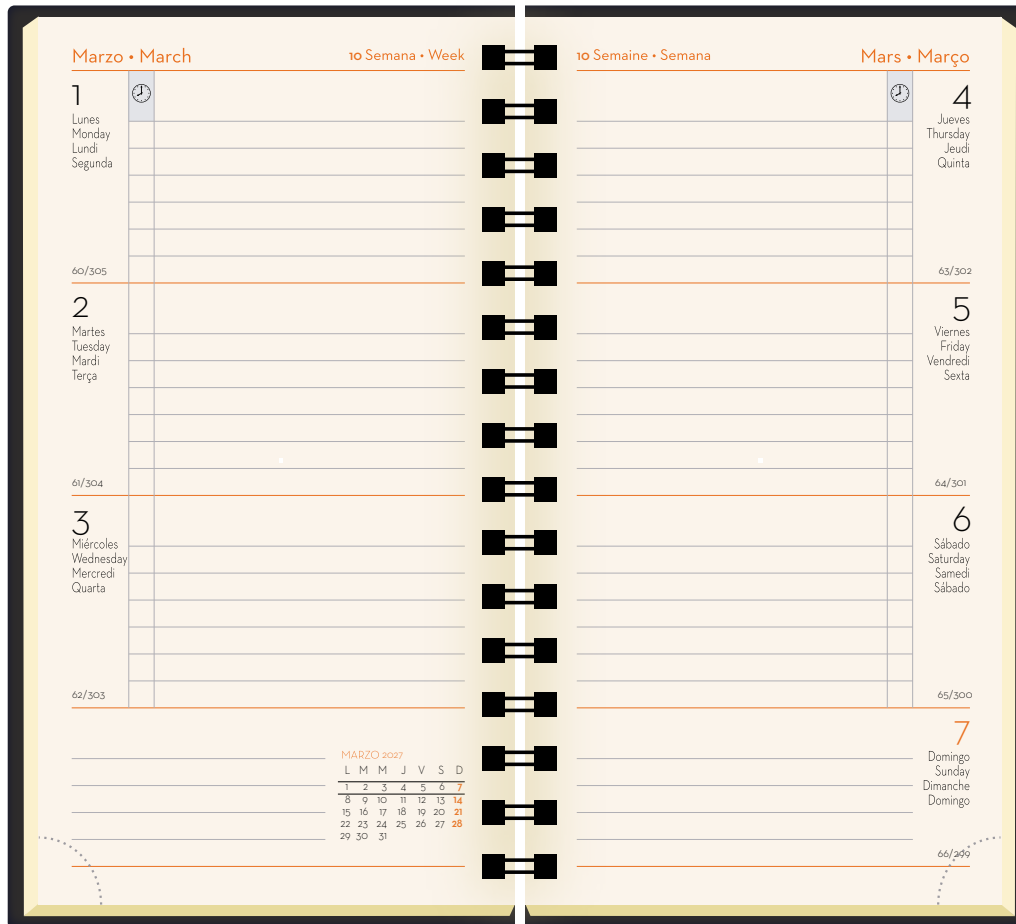 Marzo • March
10 Semana • Week
1
Lunes
Monday
Lundi
Segunda
60/305
2
Martes
Tuesday
Mardi
Terça
61/304
3
Miércoles
Wednesday
Mercredi
Quarta
62/303
MARZO 2027
L M M J V S D
1 2 3 4 5 6 7
8 9 10 11 12 13 14
15 16 17 18 19 20 21
22 23 24 25 26 27 28
29 30 31
10 Semaine • Semana
Mars • Março
4
Jueves
Thursday
Jeudi
Quinta
63/302
5
Viernes
Friday
Vendredi
Sexta
64/301
6
Sábado
Saturday
Samedi
Sábado
65/300
7
Domingo
Sunday
Dimanche
Domingo
66/299